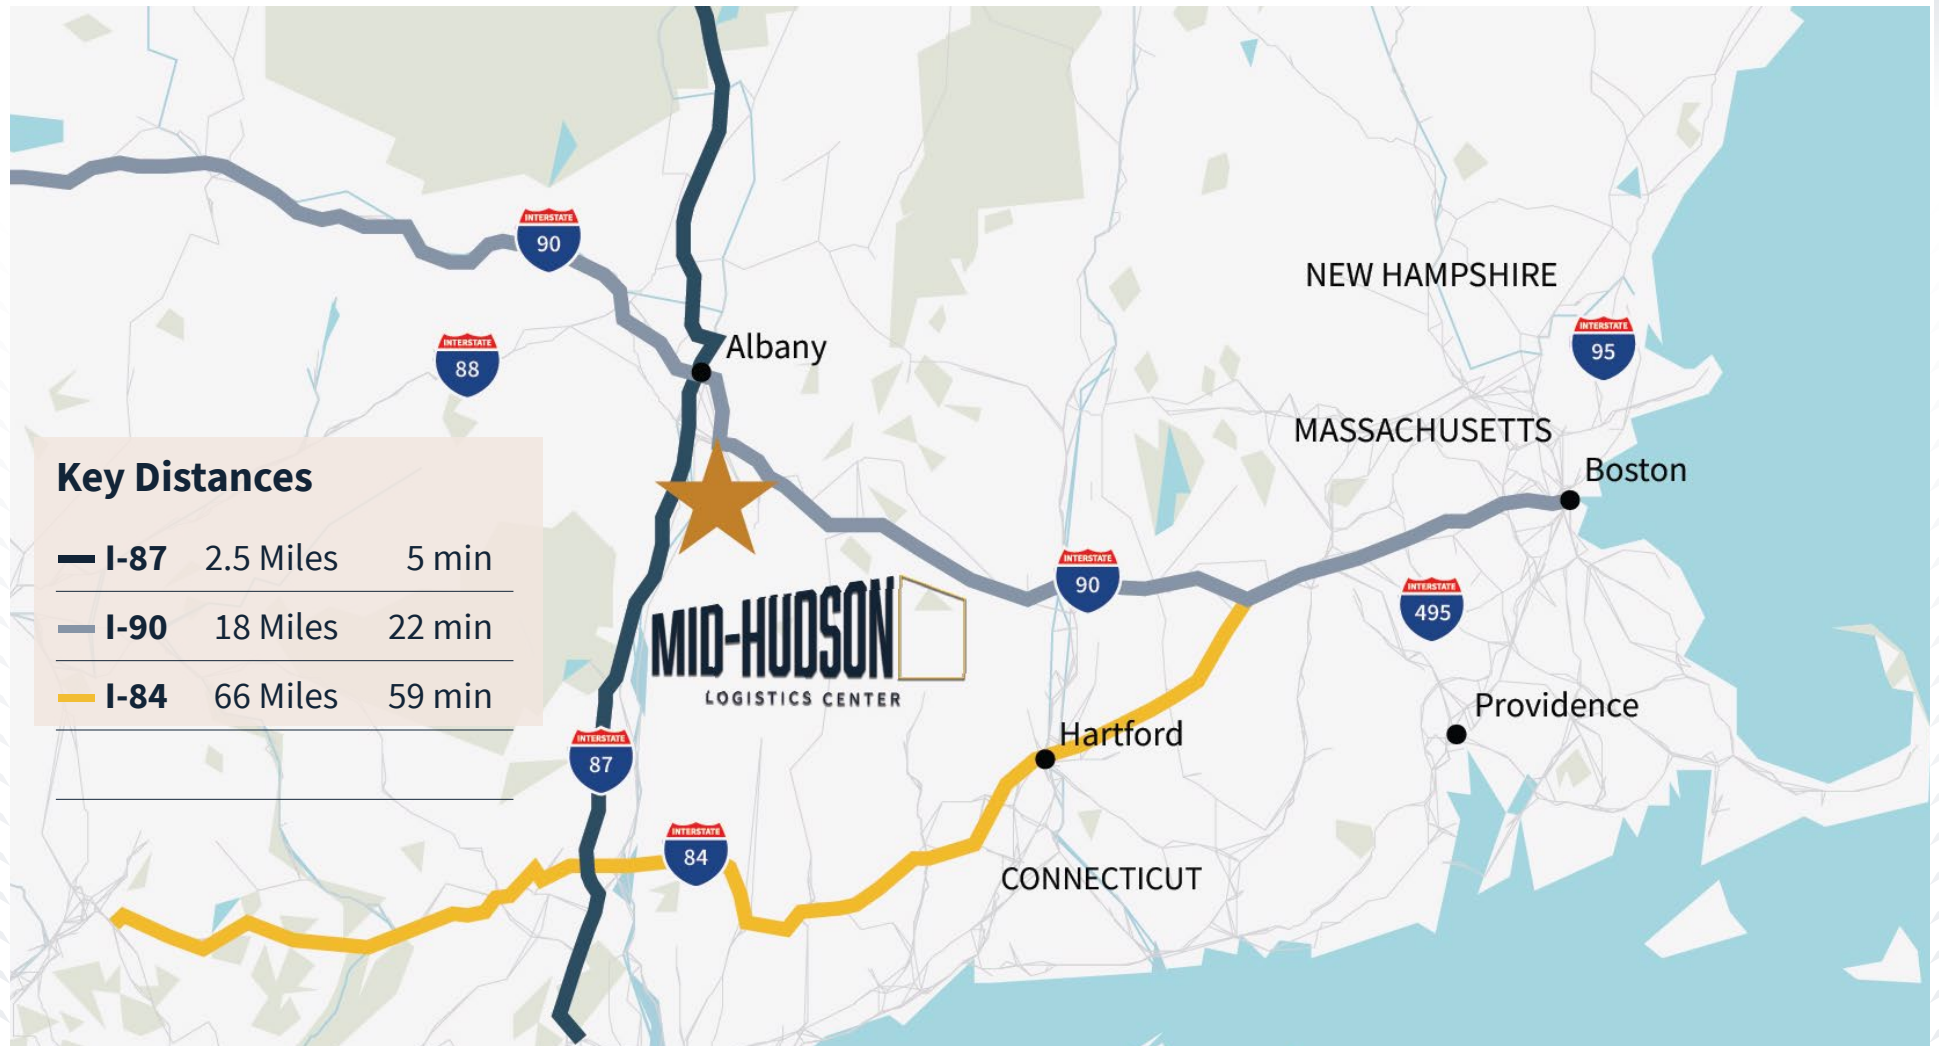 INTERSTATE
90
NEW HAMPSHIRE
INTERSTATE
95
INTERSTATE
88
Albany
MASSACHUSETTS
Boston
Key Distances
I-87 2.5 Miles 5 min
I-90 18 Miles 22 min
I-84 66 Miles 59 min
INTERSTATE
90
INTERSTATE
495
MID-HUDSON
LOGISTICS CENTER
Providence
Hartford
INTERSTATE
87
INTERSTATE
84
CONNECTICUT